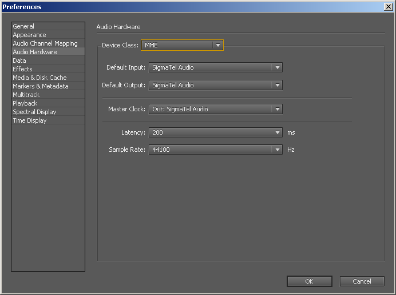 Preferences
General
Appearance
Audio Channel Mapping
Audio Hardware
Data
Effects
Media & Disk Cache
Markers & Metadata
Multitrack
Playback
Spectral Display
Time Display
Audio Hardware
Device Class: MME
Default Input: SigmaTel Audio
Default Output: SigmaTel Audio
Master Clock: Out: SigmaTel Audio
Latency: 200 ms
Sample Rate: 44100 Hz
OK Cancel